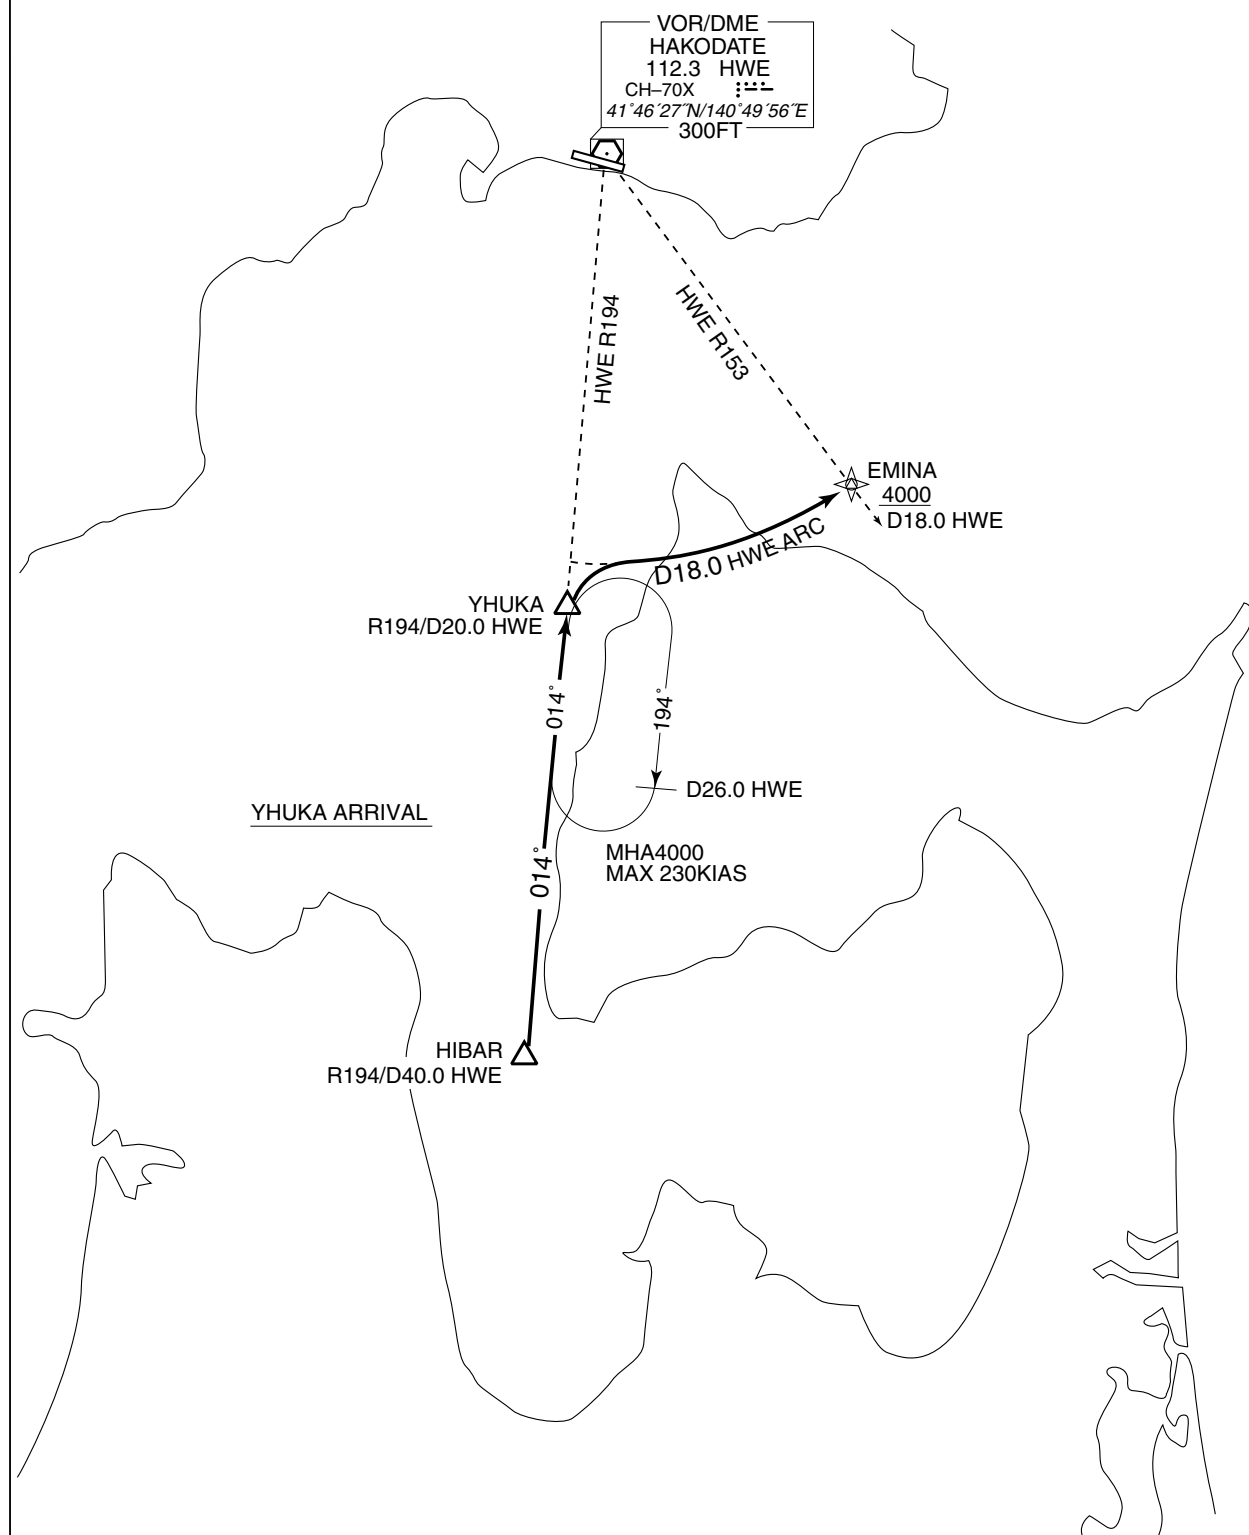 VOR/DME
HAKODATE
112.3 HWE
CH–70X
41°46´27˝N/140°49´56˝E
300FT
HWE R194
HWE R153
EMINA
4000
D18.0 HWE
D18.0 HWE ARC
YHUKA
R194/D20.0 HWE
014°
194°
D26.0 HWE
YHUKA ARRIVAL
MHA4000
MAX 230KIAS
014°
HIBAR
R194/D40.0 HWE